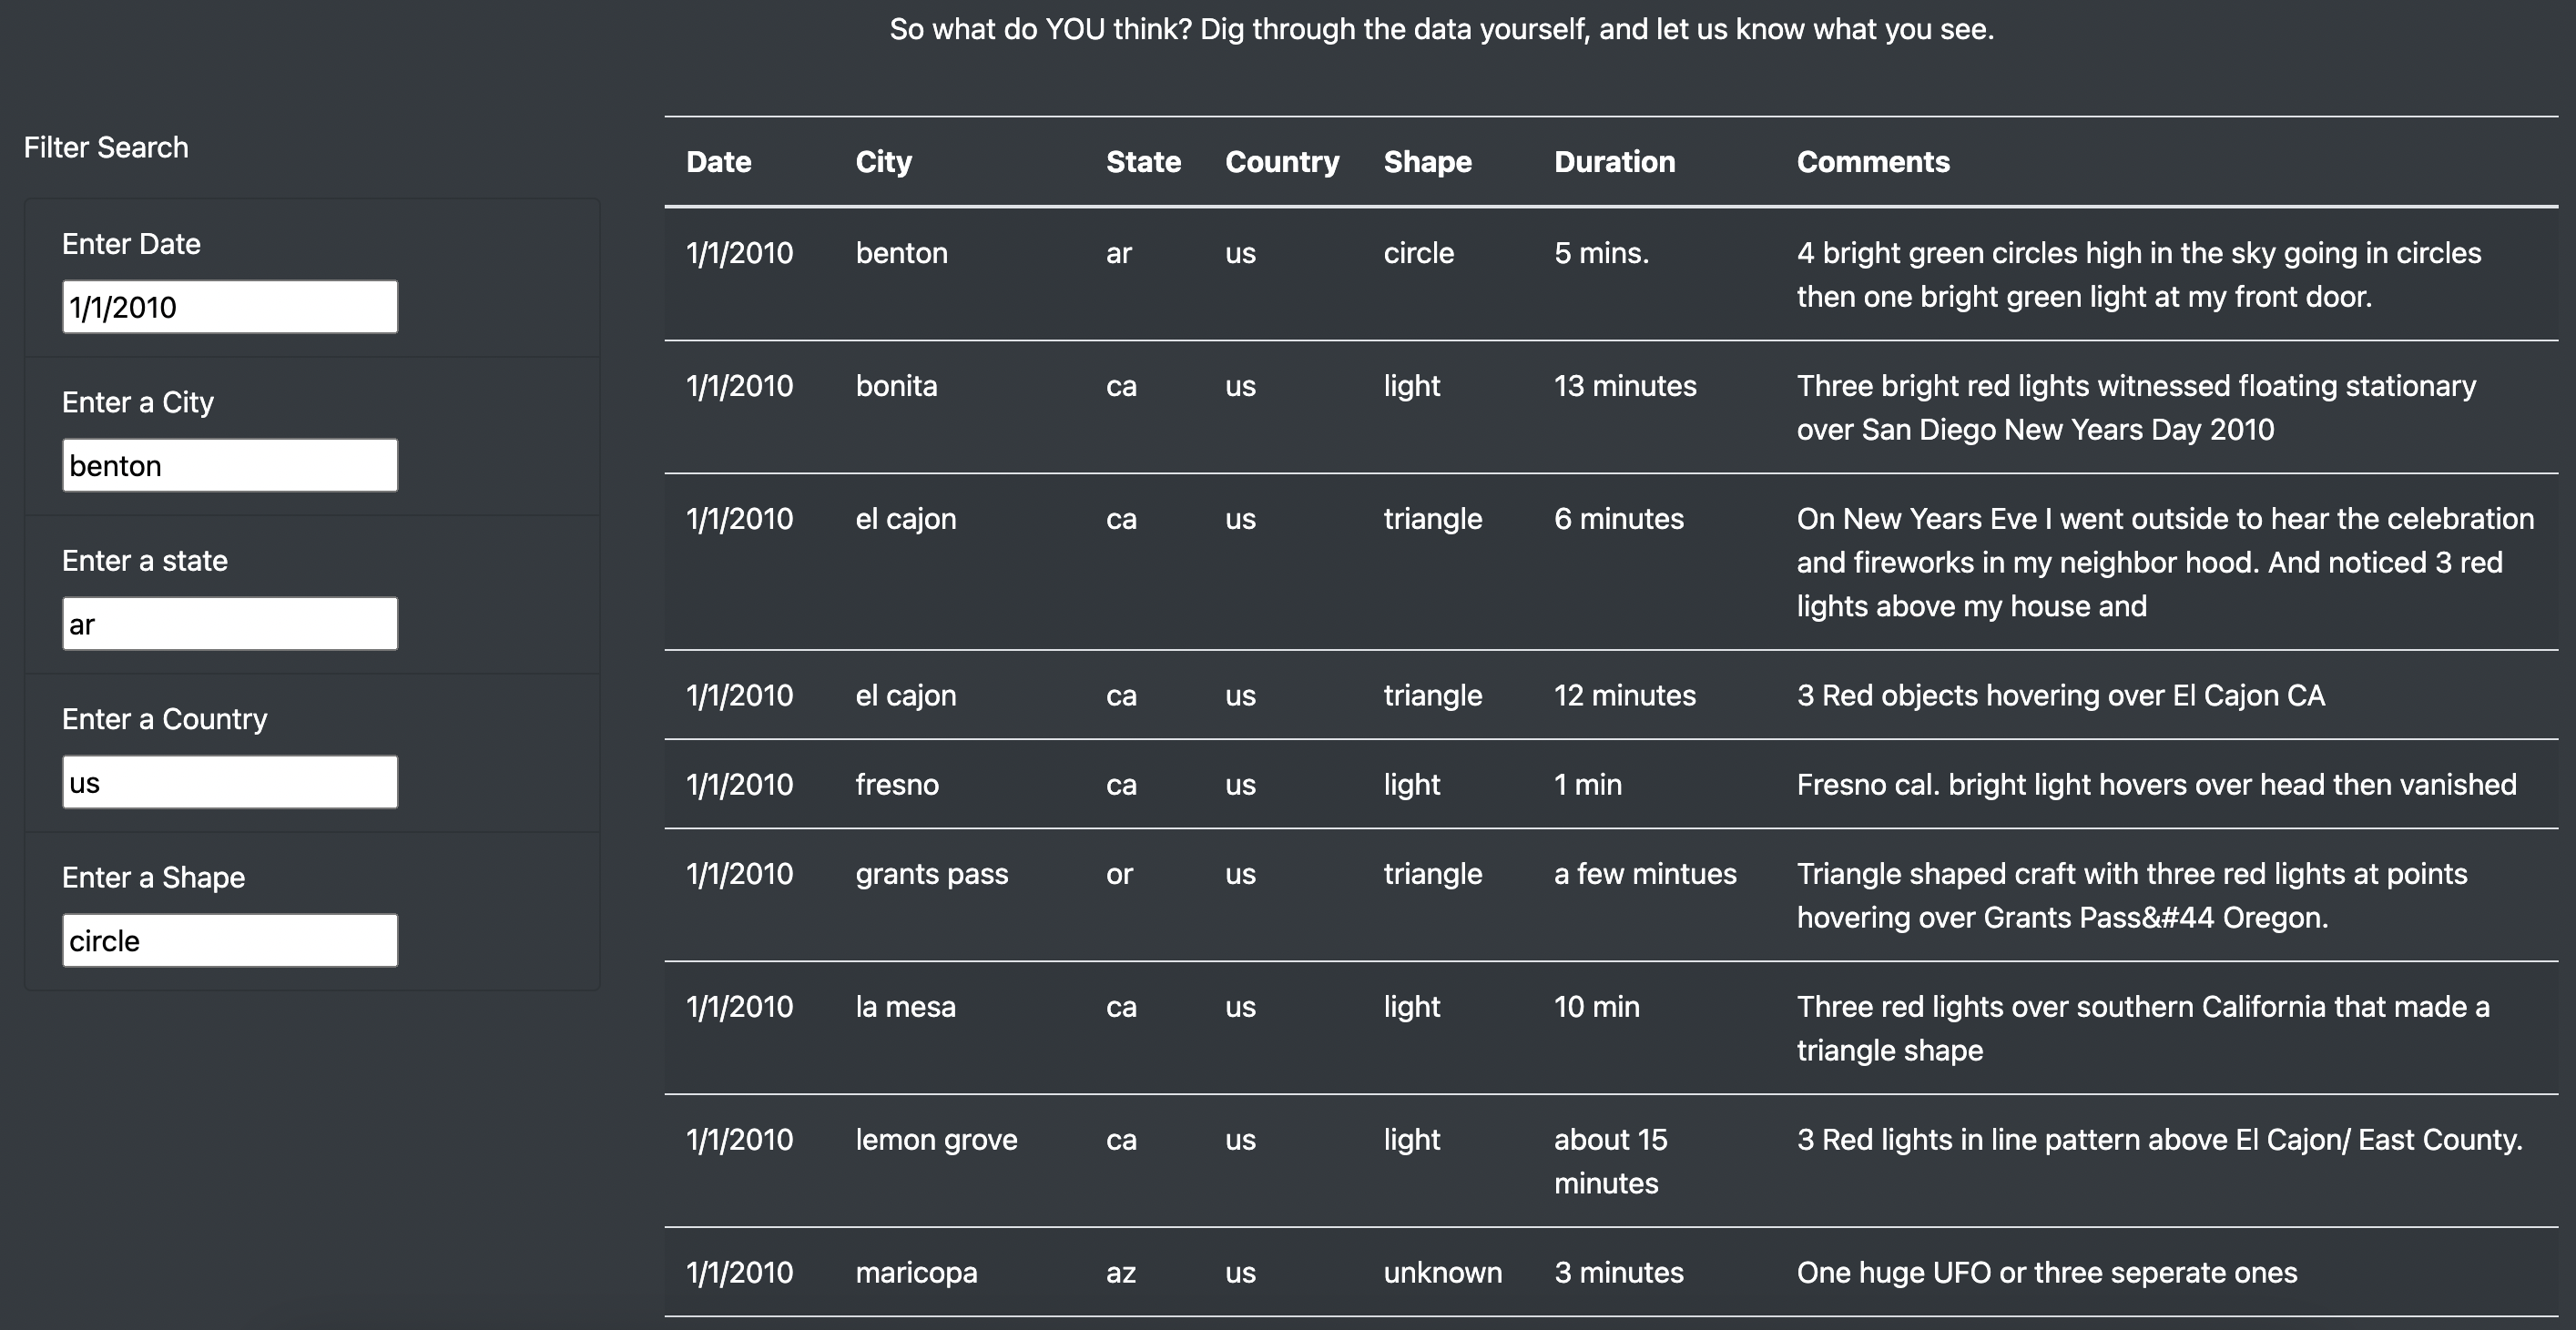 So what do YOU think? Dig through the data yourself, and let us know what you see.
Filter Search
Enter Date
1/1/2010
Enter a City
benton
Enter a state
ar
Enter a Country
us
Enter a Shape
circle
Date City State Country Shape Duration Comments
1/1/2010 benton ar us circle 5 mins. 4 bright green circles high in the sky going in circles
then one bright green light at my front door.
1/1/2010 bonita ca us light 13 minutes Three bright red lights witnessed floating stationary
over San Diego New Years Day 2010
1/1/2010 el cajon ca us triangle 6 minutes On New Years Eve I went outside to hear the celebration
and fireworks in my neighbor hood. And noticed 3 red
lights above my house and
1/1/2010 el cajon ca us triangle 12 minutes 3 Red objects hovering over El Cajon CA
1/1/2010 fresno ca us light 1 min Fresno cal. bright light hovers over head then vanished
1/1/2010 grants pass or us triangle a few mintues Triangle shaped craft with three red lights at points
hovering over Grants Pass&#44 Oregon.
1/1/2010 la mesa ca us light 10 min Three red lights over southern California that made a
triangle shape
1/1/2010 lemon grove ca us light about 15 3 Red lights in line pattern above El Cajon/ East County.
minutes
1/1/2010 maricopa az us unknown 3 minutes One huge UFO or three seperate ones